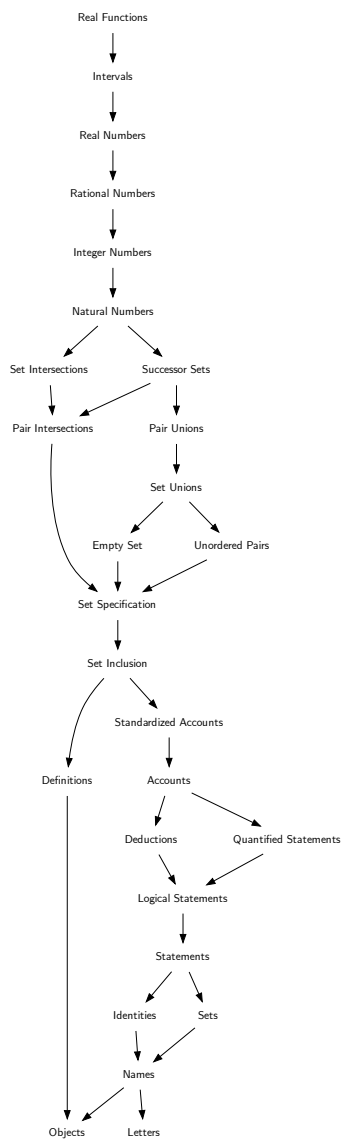 Real Functions
Intervals
Real Numbers
Rational Numbers
Integer Numbers
Natural Numbers
Set Intersections
Successor Sets
Pair Intersections
Pair Unions
Set Unions
Empty Set
Unordered Pairs
Set Specification
Set Inclusion
Standardized Accounts
Definitions
Accounts
Deductions
Quantified Statements
Logical Statements
Statements
Identities
Sets
Names
Objects
Letters